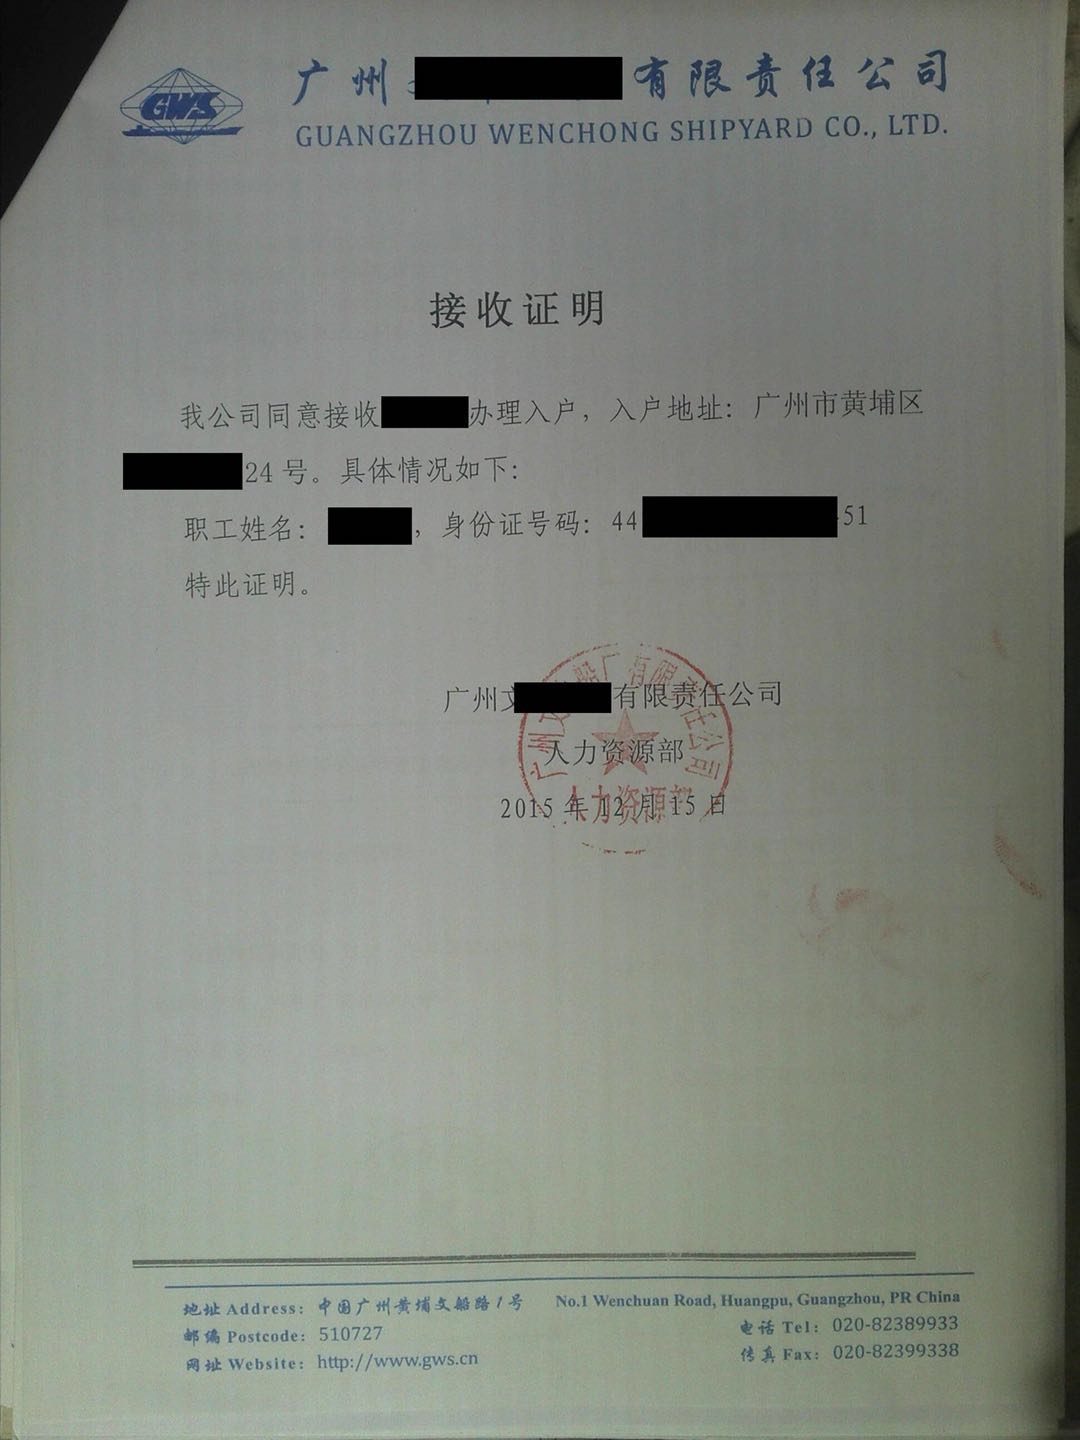 GWS
广州 有限责任公司
GUANGZHOU WENCHONG SHIPYARD CO., LTD.
接收证明
我公司同意接收 办理入户，入户地址：广州市黄埔区
24号。具体情况如下：
职工姓名： ，身份证号码：44 51
特此证明。
广州文 有限责任公司
人力资源部
2015年12月15日
广州文 船厂有限责任公司
人力资源部
地址 Address: 中国广州黄埔文船路1号 No.1 Wenchuan Road, Huangpu, Guangzhou, PR China
邮编 Postcode: 510727 电话 Tel: 020-82389933
网址 Website: http://www.gws.cn 传真 Fax: 020-82399338